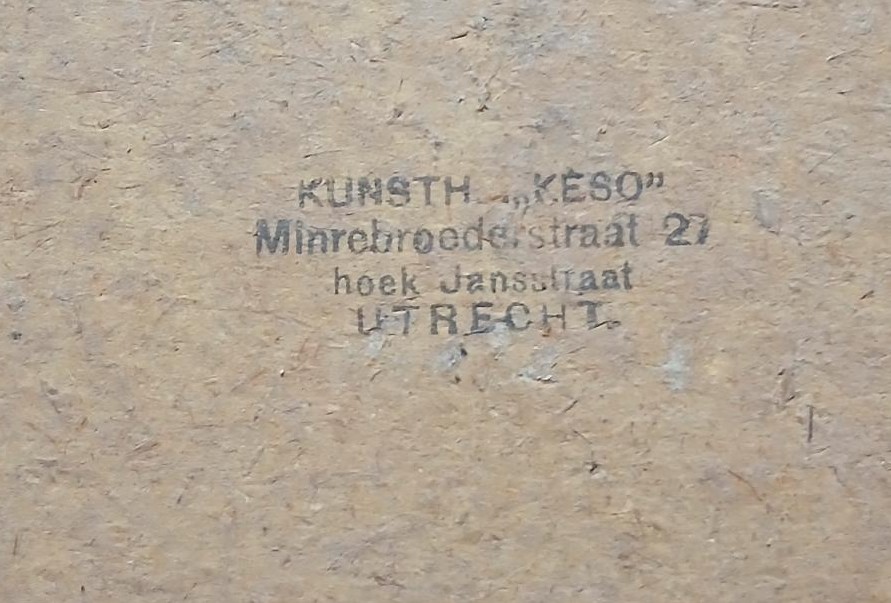 KUNSTH. „KESO”
Minrebroederstraat 27
hoek Jansstraat
UTRECHT.